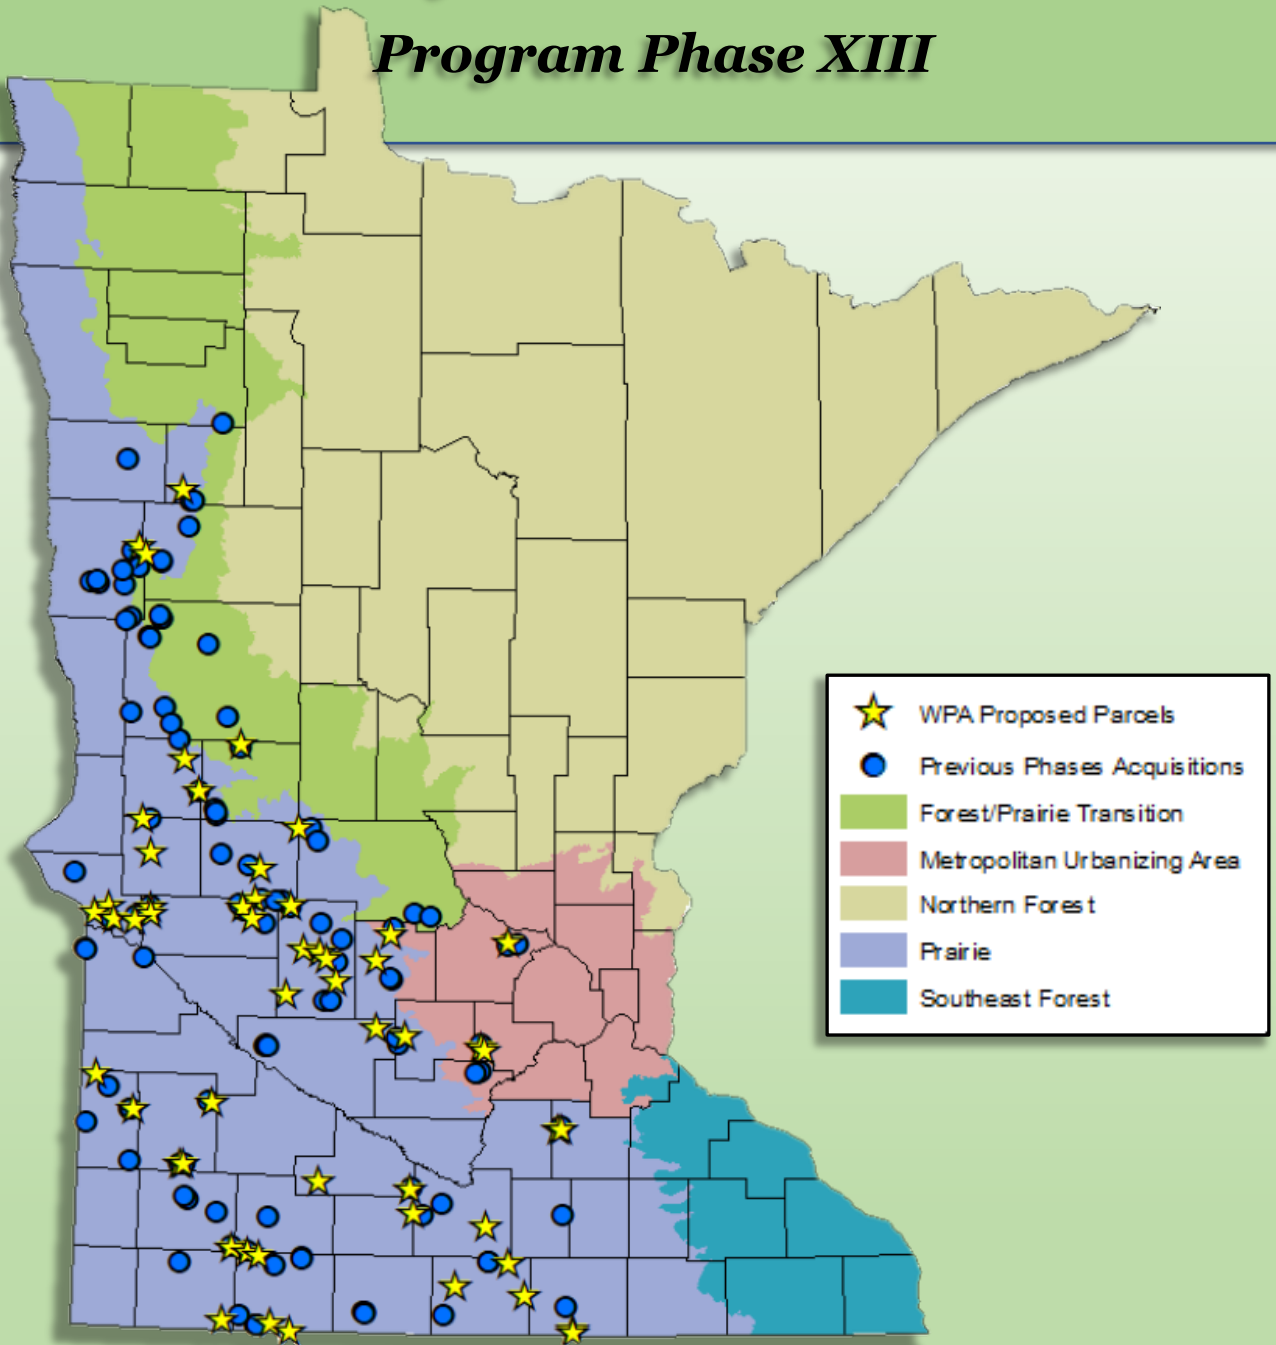 Program Phase XIII
WPA Proposed Parcels
Previous Phases Acquisitions
Forest/Prairie Transition
Metropolitan Urbanizing Area
Northern Forest
Prairie
Southeast Forest